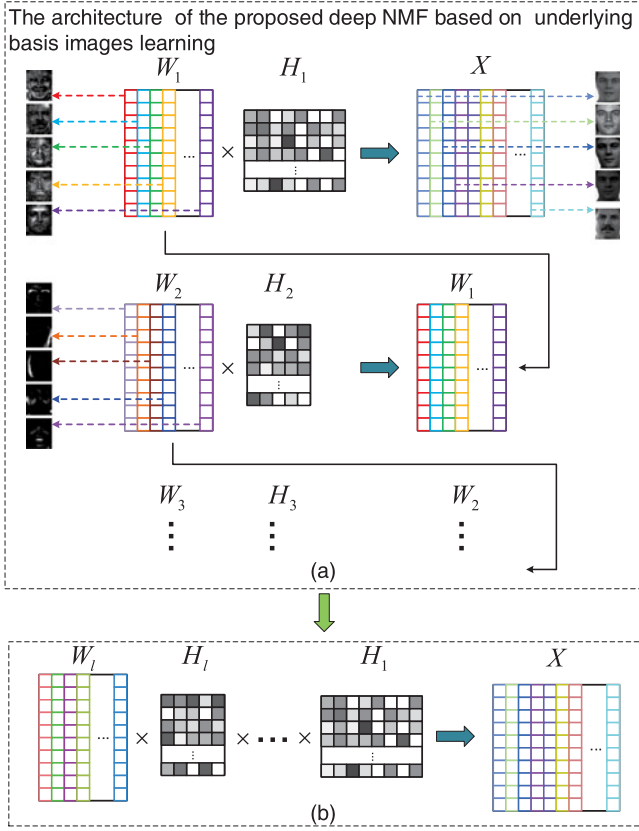 The architecture of the proposed deep NMF based on underlying
basis images learning
W1 H1 X
... × ⋮ ...
W2 H2 W1
... × ⋮ ...
W3 H3 W2
⋮ ⋮ ⋮
(a)
Wl Hl H1 X
... × ⋮ × ··· × ⋮ ...
(b)